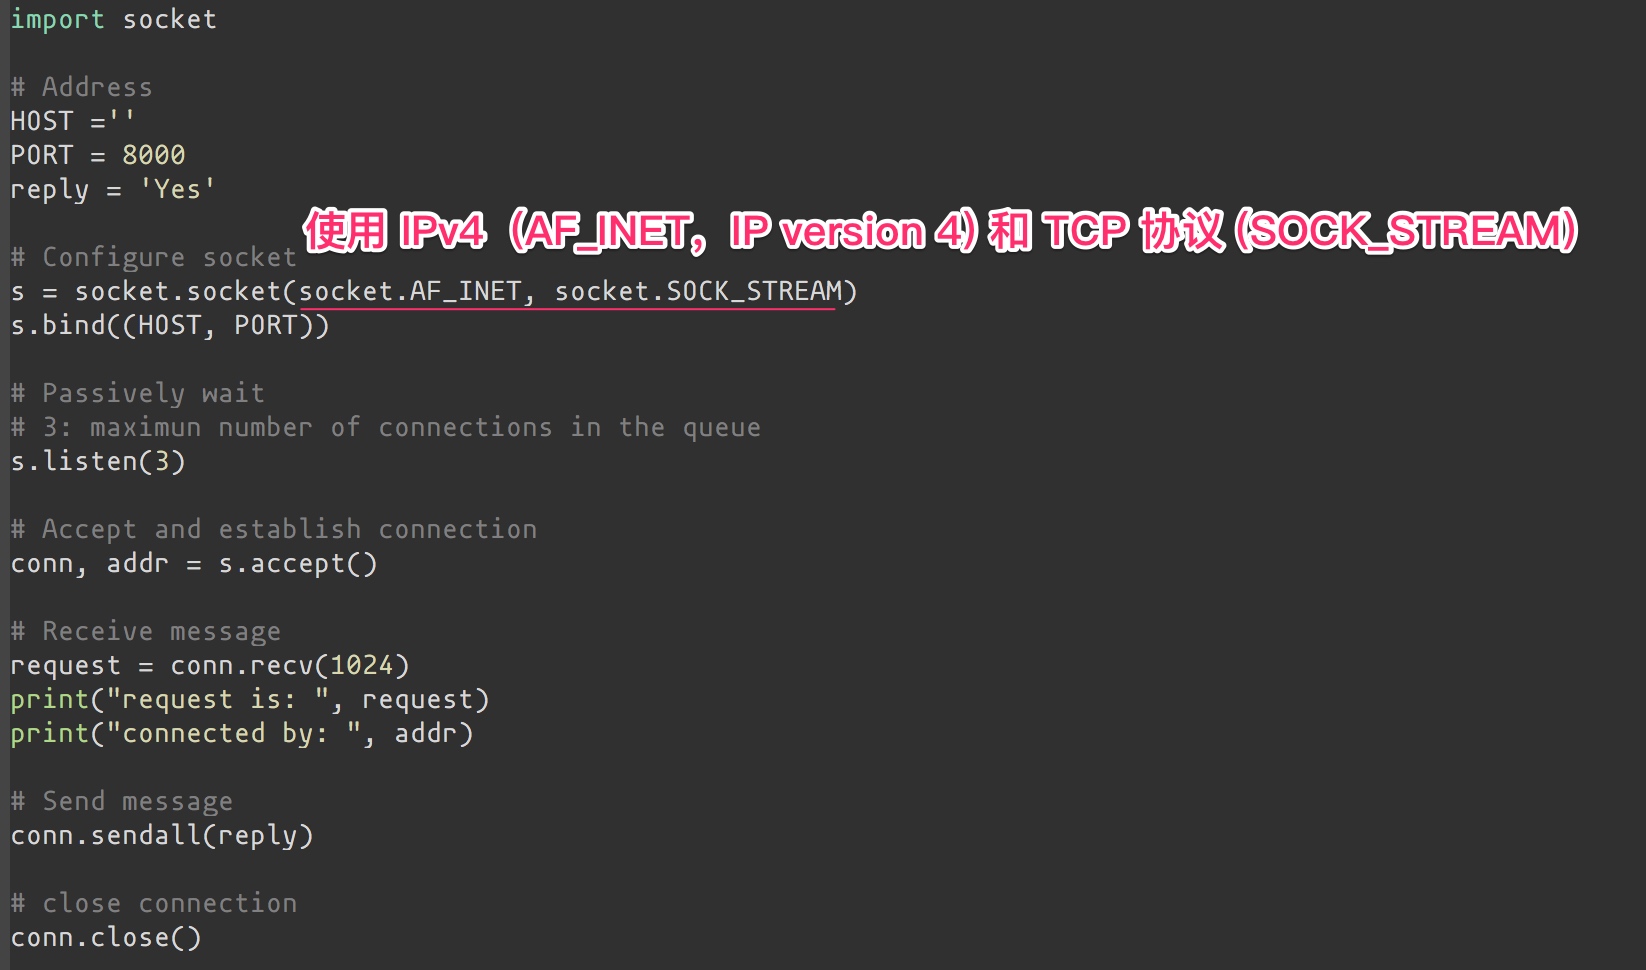 import socket
# Address
HOST =''
PORT = 8000
reply = 'Yes'
使用 IPv4（AF_INET，IP version 4) 和 TCP 协议 (SOCK_STREAM)
# Configure socket
s = socket.socket(socket.AF_INET, socket.SOCK_STREAM)
s.bind((HOST, PORT))
# Passively wait
# 3: maximun number of connections in the queue
s.listen(3)
# Accept and establish connection
conn, addr = s.accept()
# Receive message
request = conn.recv(1024)
print("request is: ", request)
print("connected by: ", addr)
# Send message
conn.sendall(reply)
# close connection
conn.close()